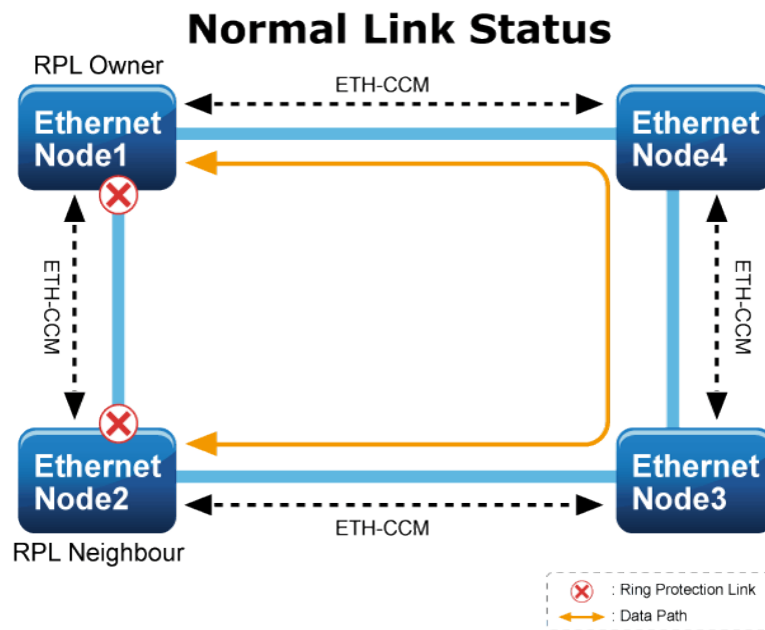 Normal Link Status
RPL Owner
ETH-CCM
Ethernet
Node1
Ethernet
Node4
ETH-CCM
ETH-CCM
Ethernet
Node2
Ethernet
Node3
RPL Neighbour
ETH-CCM
: Ring Protection Link
: Data Path